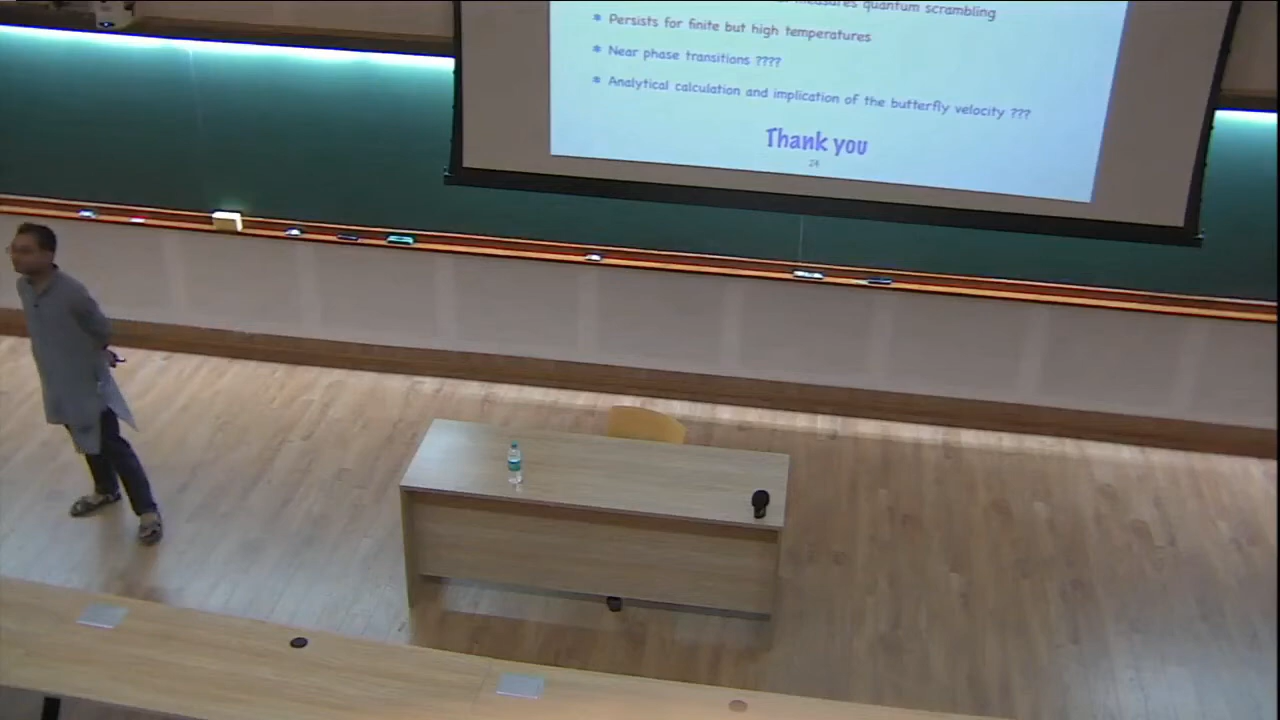 measures quantum scrambling
* Persists for finite but high temperatures
* Near phase transitions ????
* Analytical calculation and implication of the butterfly velocity ???
Thank you
24